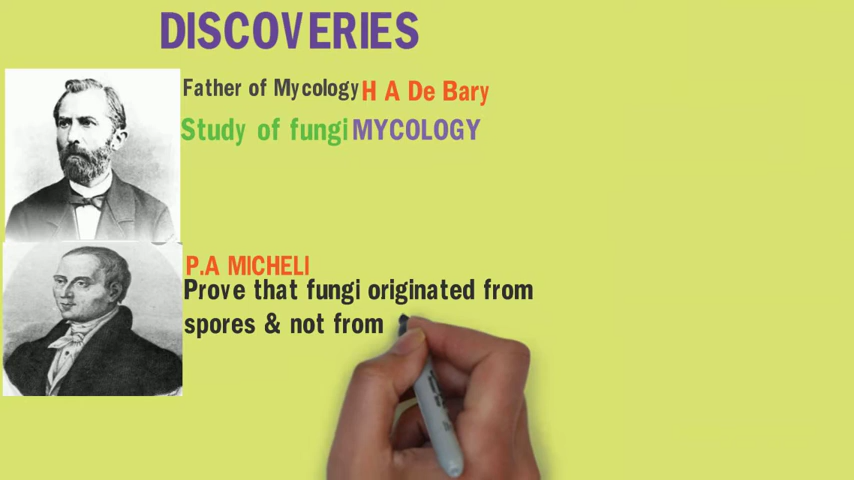 DISCOVERIES
Father of Mycology H A De Bary
Study of fungi MYCOLOGY
P.A MICHELI
Prove that fungi originated from
spores & not from